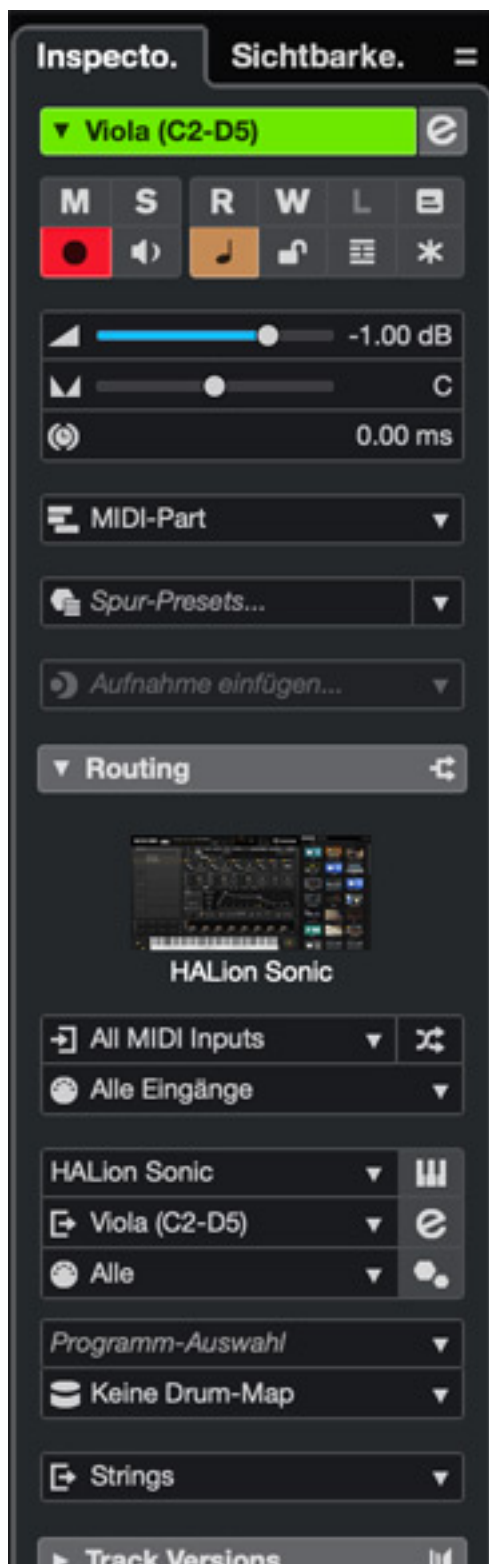 Inspecto. Sichtbarke.
Viola (C2-D5) e
M S R W L
-1.00 dB
C
0.00 ms
MIDI-Part
Spur-Presets...
Aufnahme einfügen...
Routing
HALion Sonic
All MIDI Inputs
Alle Eingänge
HALion Sonic
Viola (C2-D5) e
Alle
Programm-Auswahl
Keine Drum-Map
Strings
Track Versions